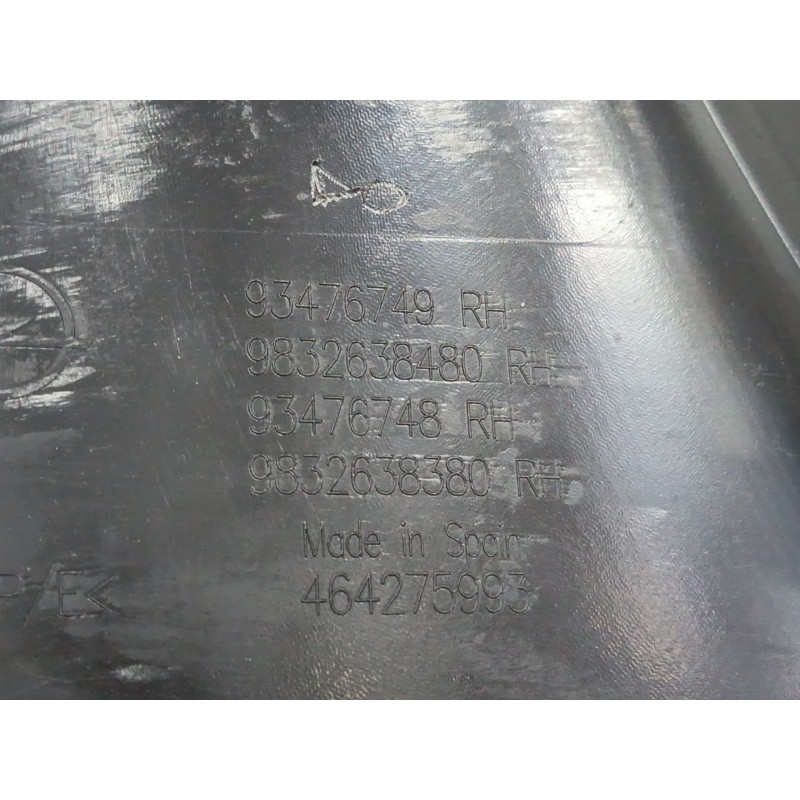 93476749 RH
9832638480 RH
93476748 RH
9832638380 RH
Made in Spain
P/E<
464275993